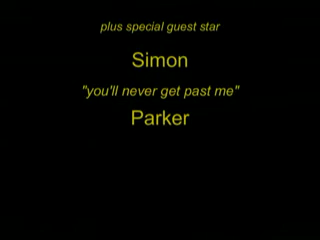 plus special guest star
Simon
"you'll never get past me"
Parker